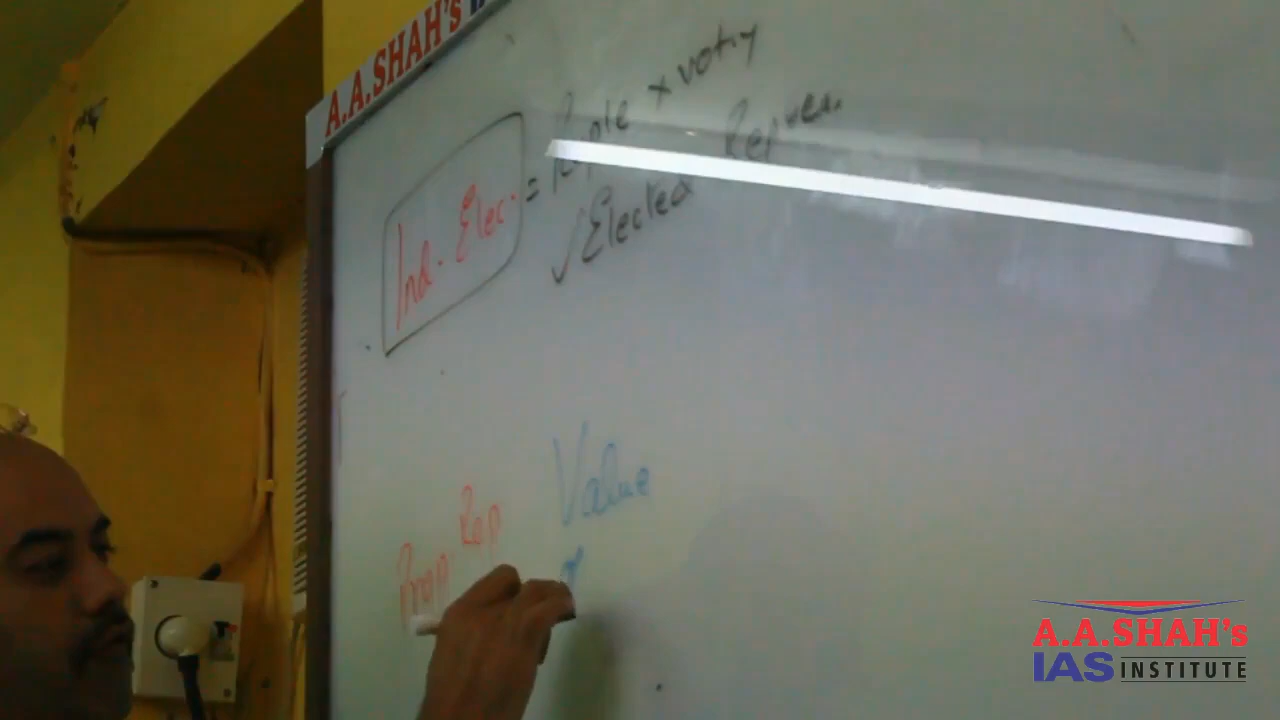 A.A.SHAH's
Ind. Elec. = People x voting
✓ Elected Repres.
Prop Rep
Value
A.A.SHAH's
IAS INSTITUTE